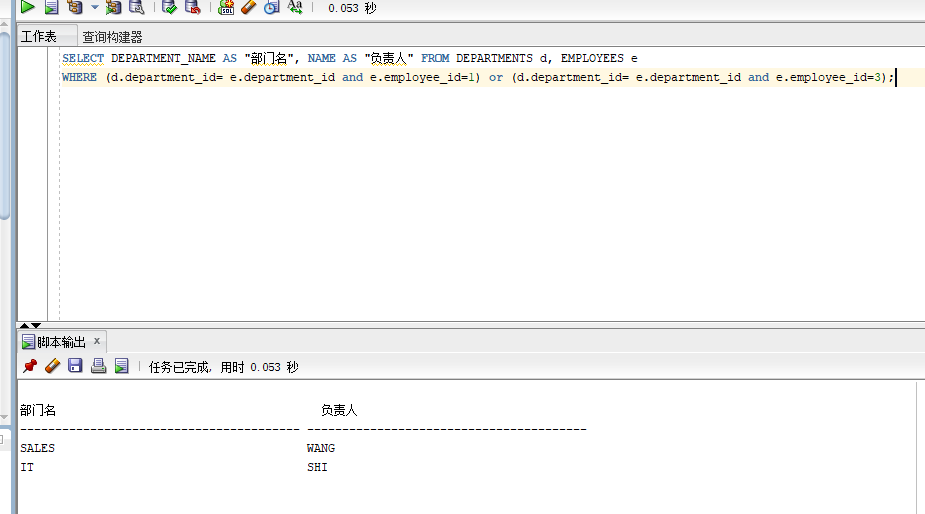 0.053 秒
工作表 查询构建器
SELECT DEPARTMENT_NAME AS "部门名", NAME AS "负责人" FROM DEPARTMENTS d, EMPLOYEES e
WHERE (d.department_id= e.department_id and e.employee_id=1) or (d.department_id= e.department_id and e.employee_id=3);
脚本输出 x
任务已完成, 用时 0.053 秒
部门名 负责人
---------------------------------------- ----------------------------------------
SALES WANG
IT SHI